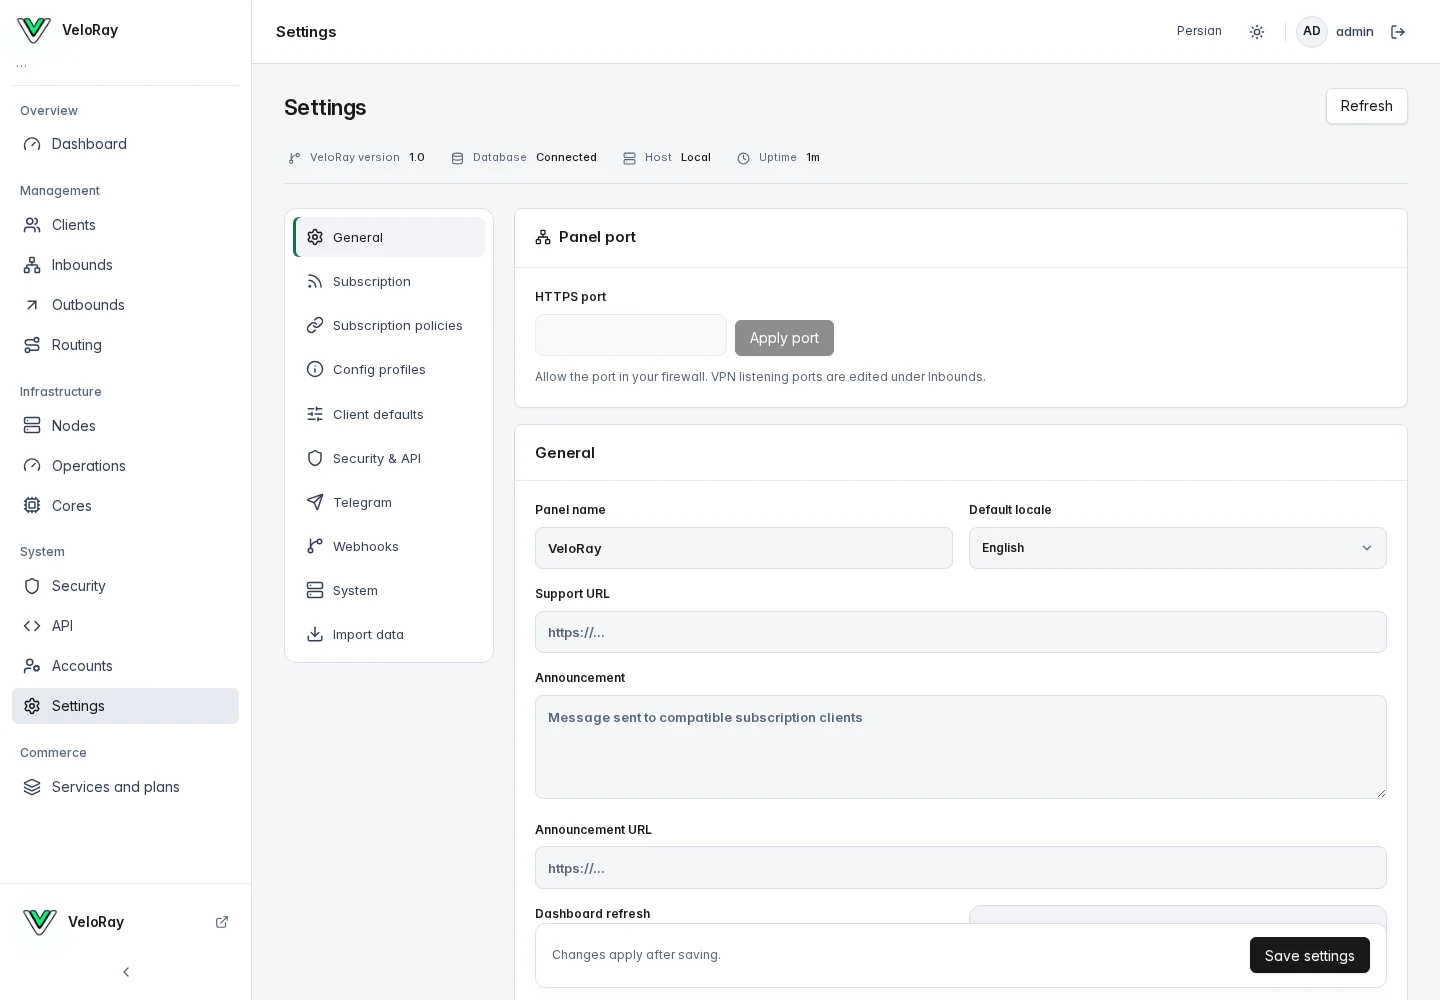 VeloRay
...
Overview
Dashboard
Management
Clients
Inbounds
Outbounds
Routing
Infrastructure
Nodes
Operations
Cores
System
Security
API
Accounts
Settings
Commerce
Services and plans
VeloRay
Settings
Persian
AD admin
Settings
Refresh
VeloRay version 1.0 Database Connected Host Local Uptime 1m
General
Subscription
Subscription policies
Config profiles
Client defaults
Security & API
Telegram
Webhooks
System
Import data
Panel port
HTTPS port
Apply port
Allow the port in your firewall. VPN listening ports are edited under Inbounds.
General
Panel name Default locale
VeloRay English
Support URL
https://...
Announcement
Message sent to compatible subscription clients
Announcement URL
https://...
Dashboard refresh
Changes apply after saving.
Save settings